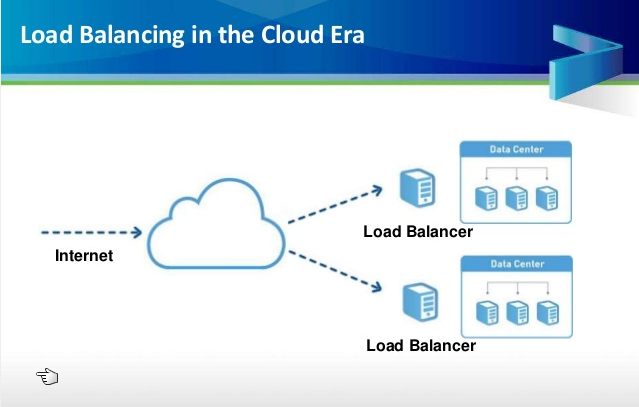 Load Balancing in the Cloud Era
Data Center
Load Balancer
Internet
Data Center
Load Balancer